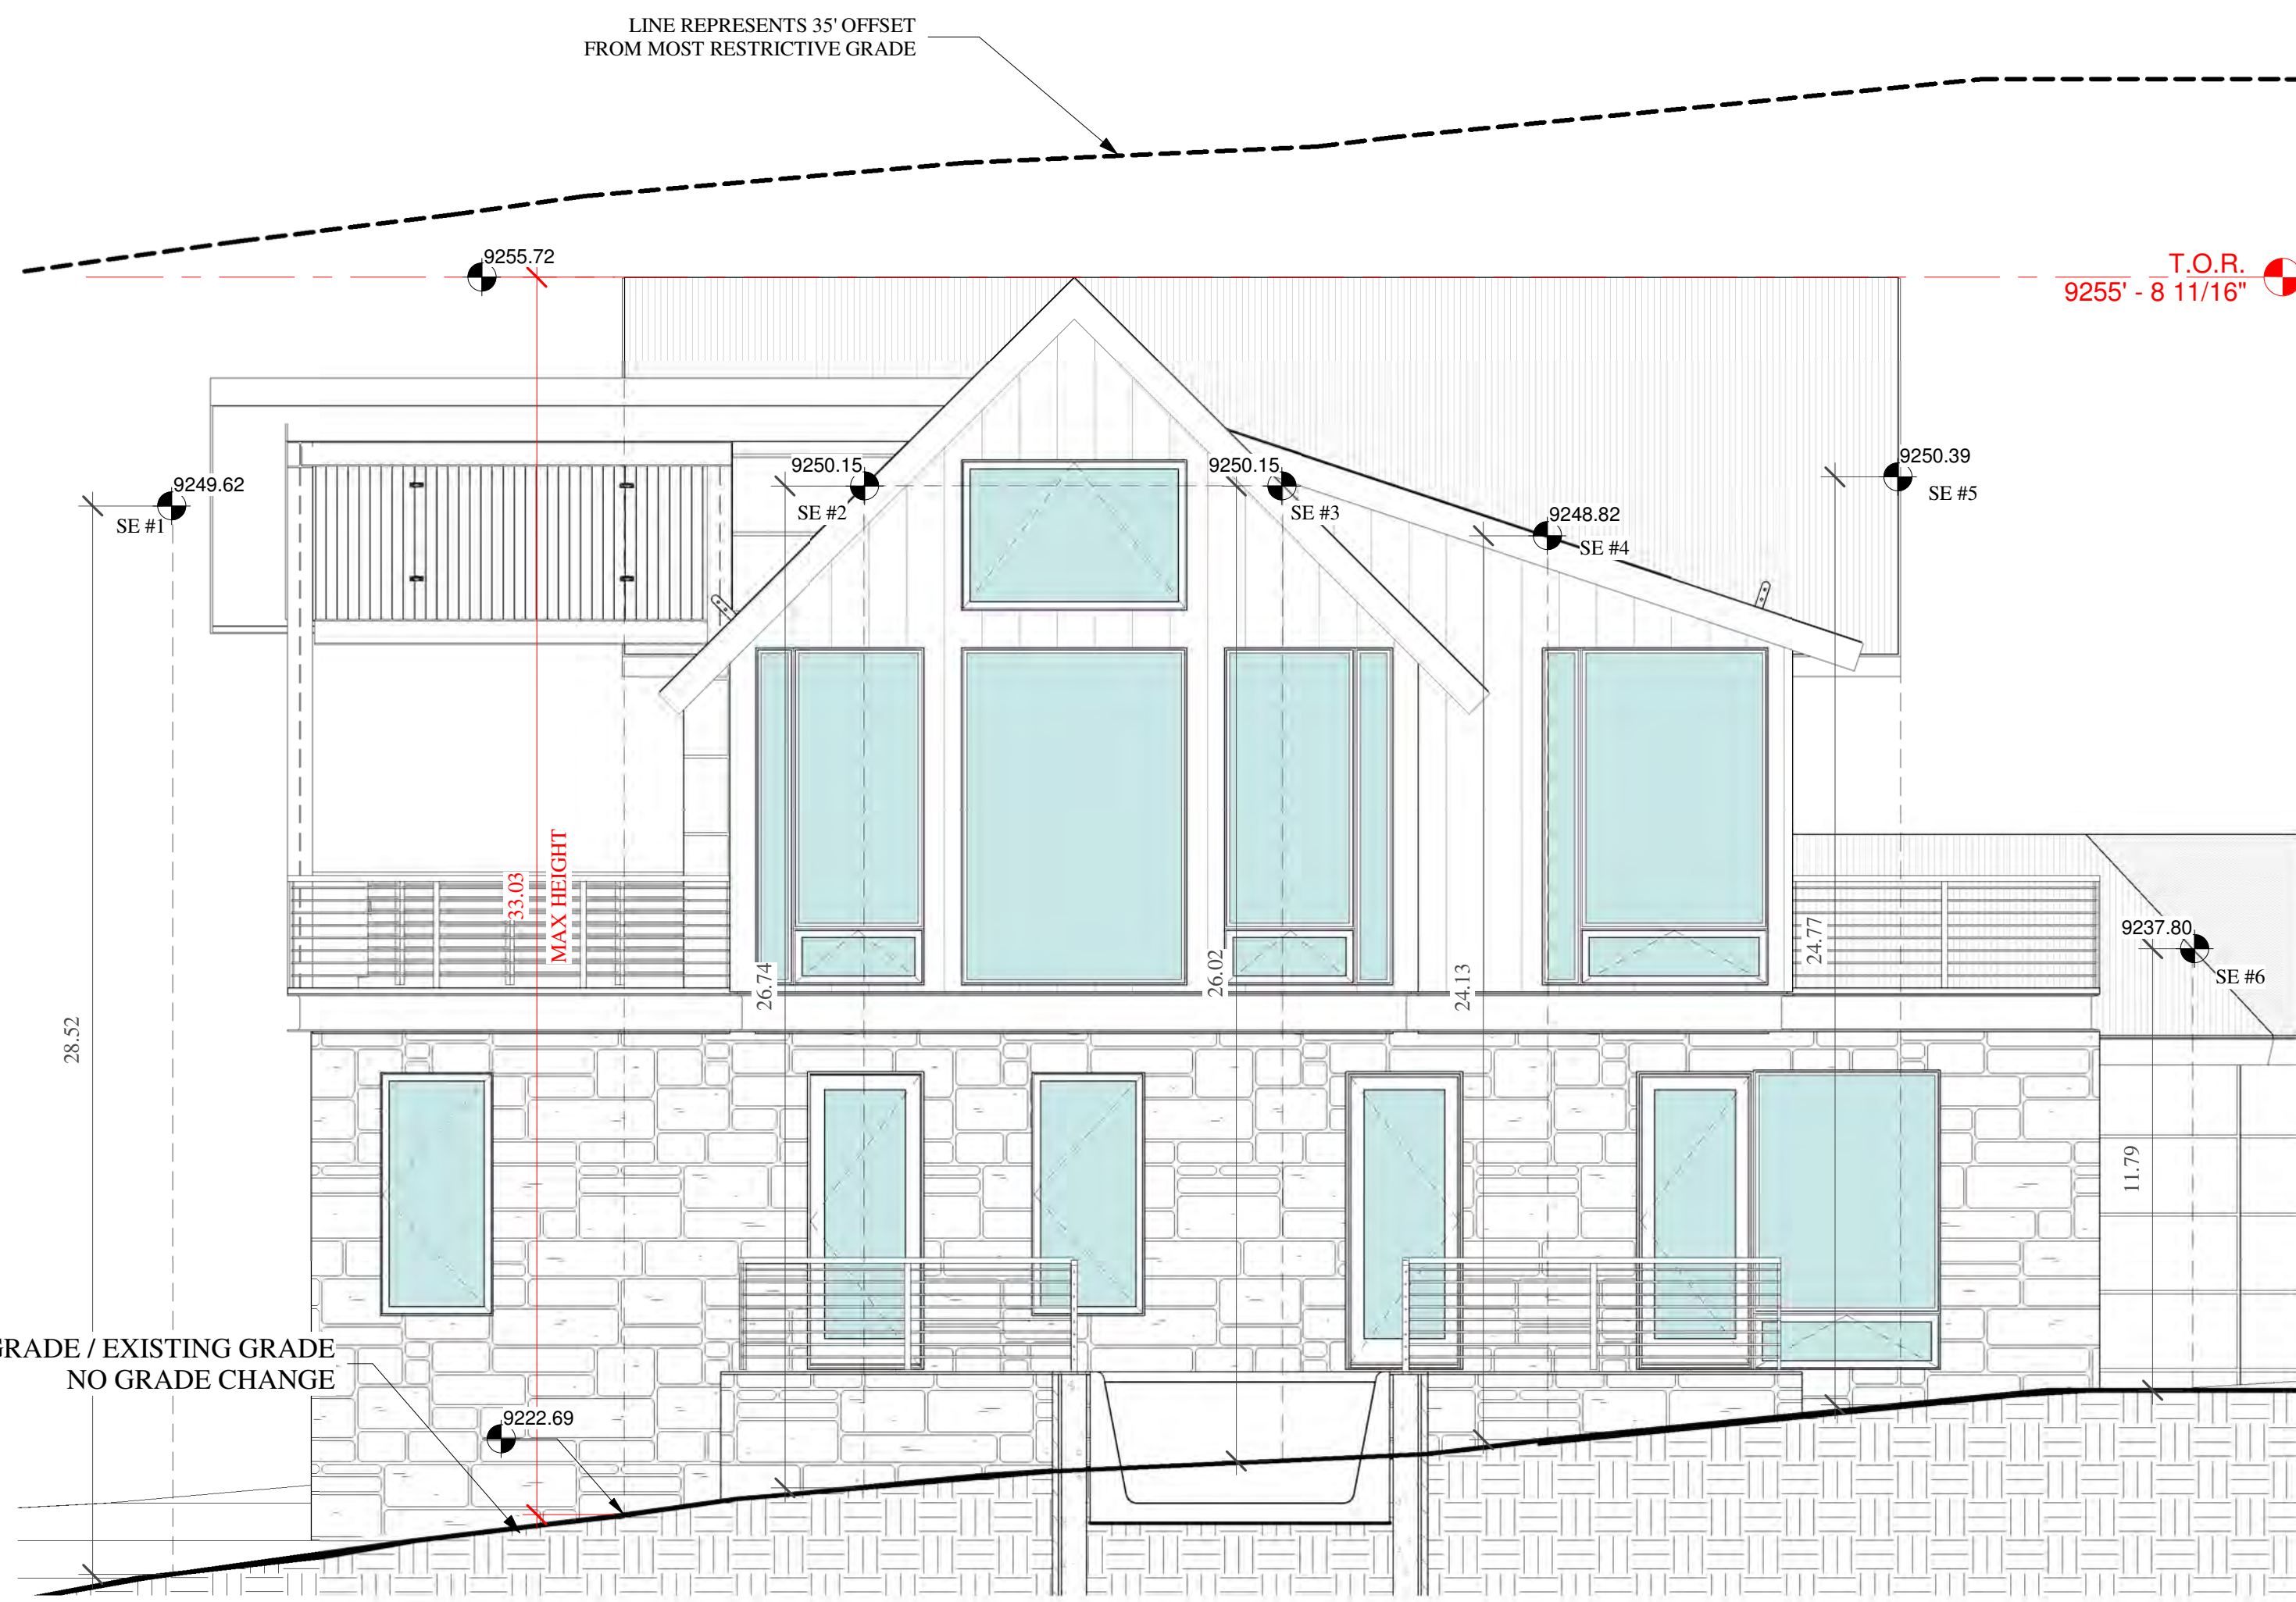 LINE REPRESENTS 35' OFFSET
FROM MOST RESTRICTIVE GRADE
9255.72
T.O.R.
9255' - 8 11/16"
9249.62
SE #1
9250.15
SE #2
9250.15
SE #3
9248.82
SE #4
9250.39
SE #5
9237.80
SE #6
33.03
MAX HEIGHT
28.52
26.74
26.02
24.13
24.77
11.79
GRADE / EXISTING GRADE
NO GRADE CHANGE
9222.69